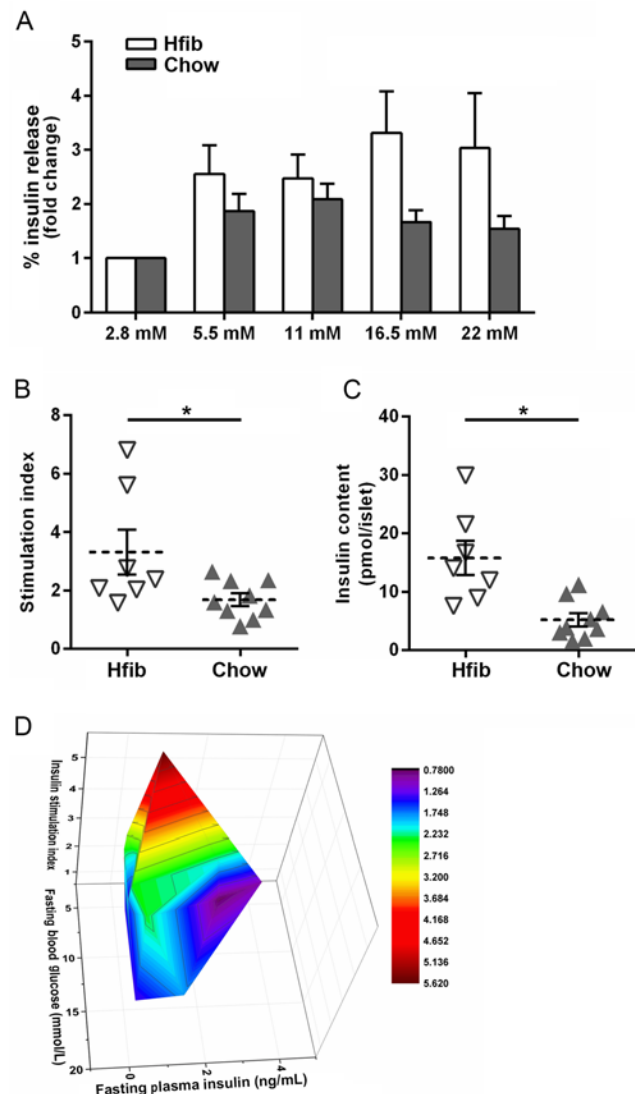 A
Hfib
Chow
% insulin release
(fold change)
5
4
3
2
1
0
2.8 mM 5.5 mM 11 mM 16.5 mM 22 mM
B
*
Stimulation index
8
6
4
2
0
Hfib Chow
C
*
Insulin content
(pmol/islet)
40
30
20
10
0
Hfib Chow
D
Insulin stimulation index
5
4
3
2
1
Fasting blood glucose (mmol/L)
5
10
15
20
0 2 4
Fasting plasma insulin (ng/mL)
0.7800
1.264
1.748
2.232
2.716
3.200
3.684
4.168
4.652
5.136
5.620